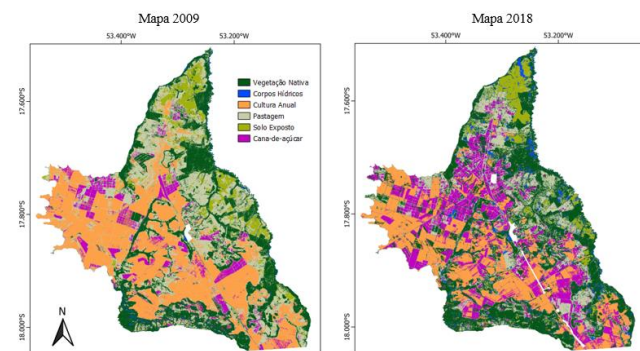 Mapa 2009
Mapa 2018
53.400°W
53.200°W
53.400°W
53.200°W
17.600°S
17.800°S
18.000°S
17.600°S
17.800°S
18.000°S
Vegetação Nativa
Corpos Hídricos
Cultura Anual
Pastagem
Solo Exposto
Cana-de-açúcar
N